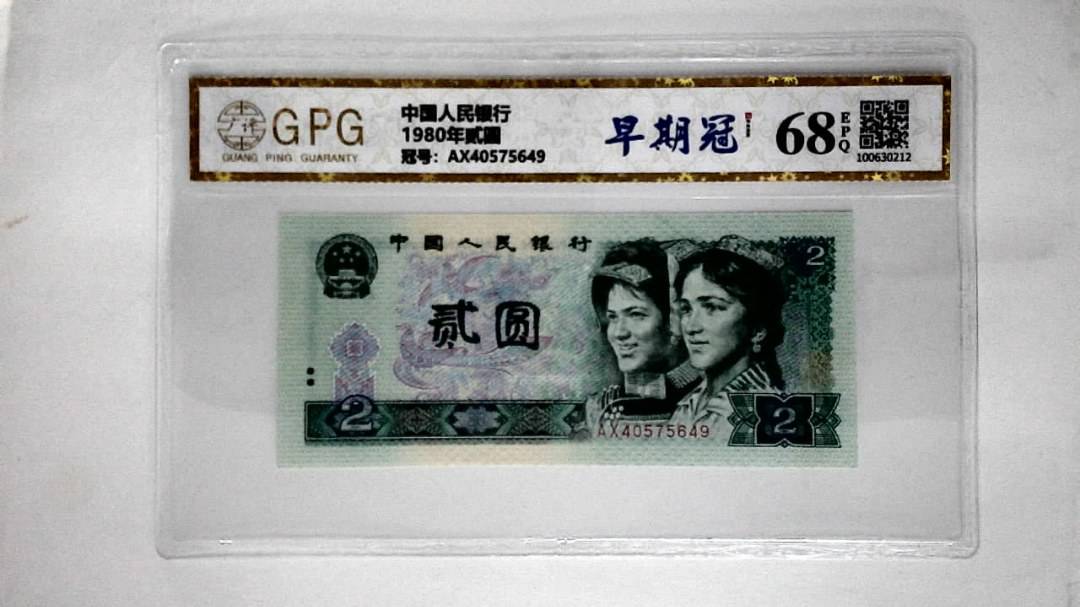 GPG
GUANG PING GUARANTY
中国人民银行
1980年贰圆
冠号：AX40575649
早期冠
68
EPQ
100630212
中国人民银行
2
贰圆
2
AX40575649
2